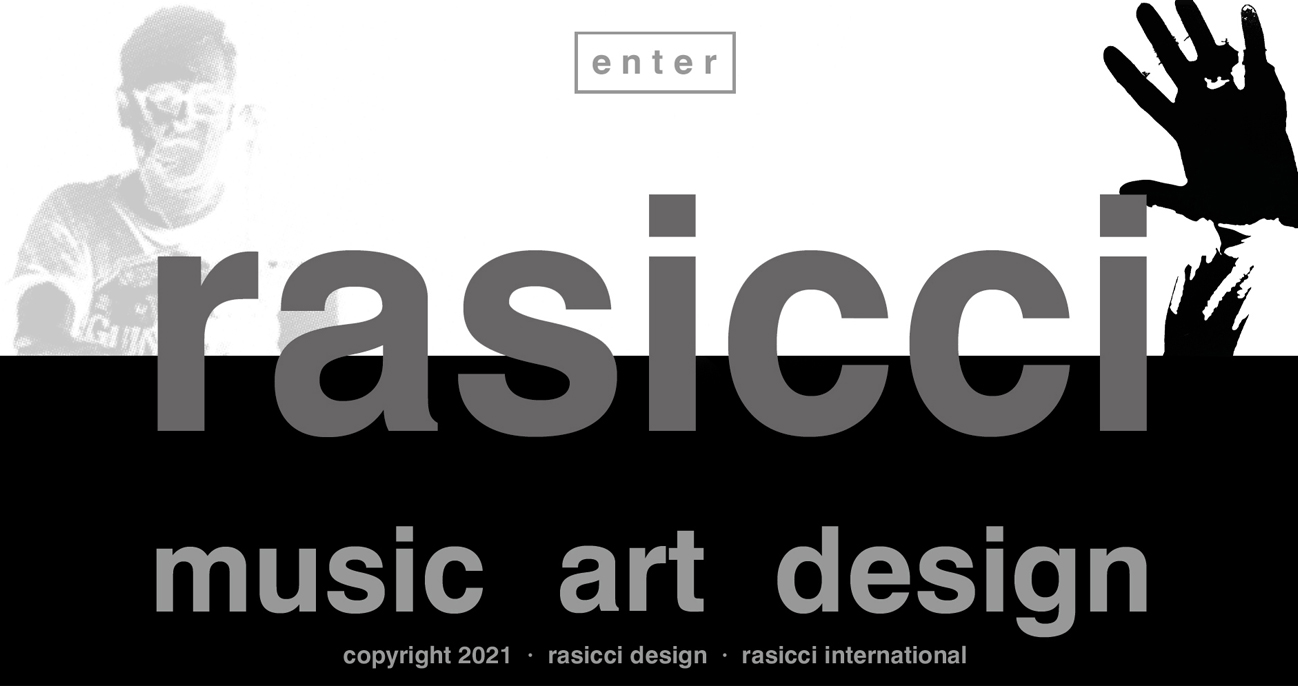 enter
rasicci
music art design
copyright 2021 · rasicci design · rasicci international